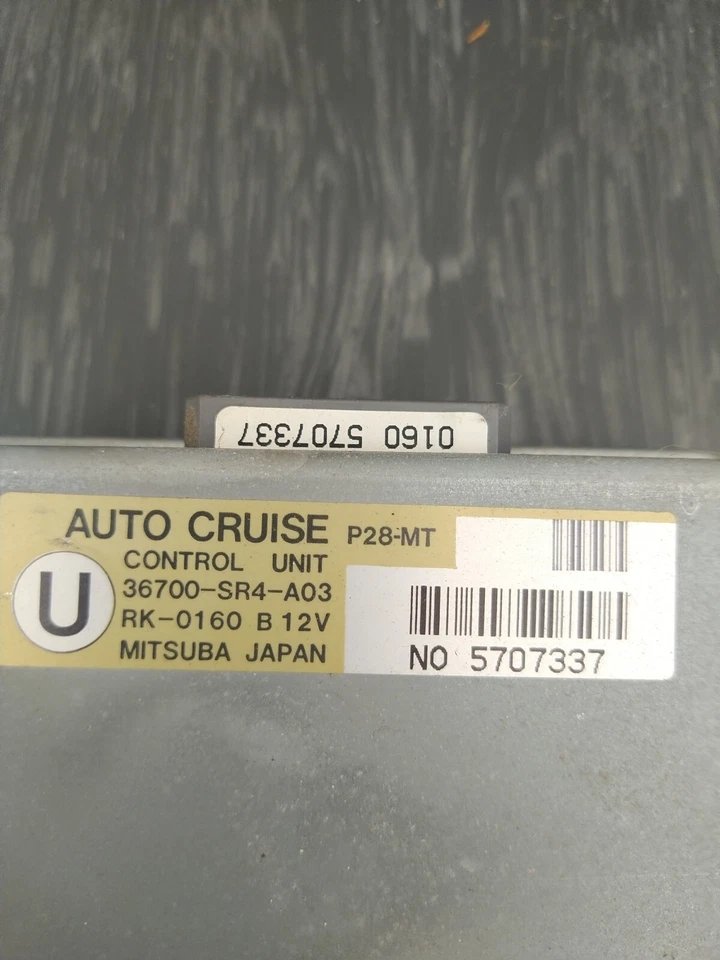 0160 5707337
AUTO CRUISE P28-MT
CONTROL UNIT
36700-SR4-A03
U
RK-0160 B 12V
MITSUBA JAPAN
NO 5707337